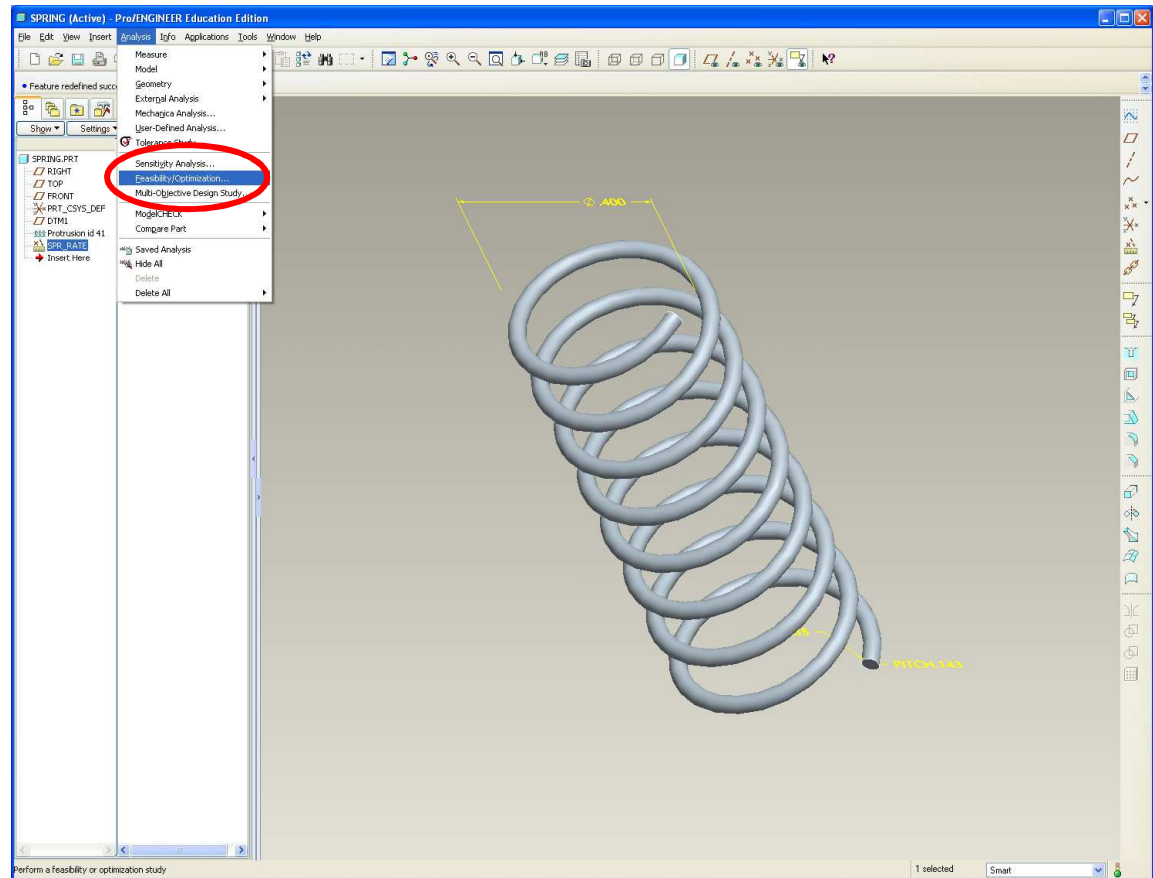 SPRING (Active) - Pro/ENGINEER Education Edition
File Edit View Insert Analysis Info Applications Tools Window Help
• Feature redefined succ
Show Settings
SPRING.PRT
RIGHT
TOP
FRONT
PRT_CSYS_DEF
DTM1
Protrusion id 41
SPR_RATE
Insert Here
Measure
Model
Geometry
External Analysis
Mechanica Analysis...
User-Defined Analysis...
Tolerance Study...
Sensitivity Analysis...
Feasibility/Optimization...
Multi-Objective Design Study...
ModelCHECK
Compare Part
Saved Analysis
Hide All
Delete
Delete All
Ø .400
35
PITCH .143
Perform a feasibility or optimization study
1 selected
Smart